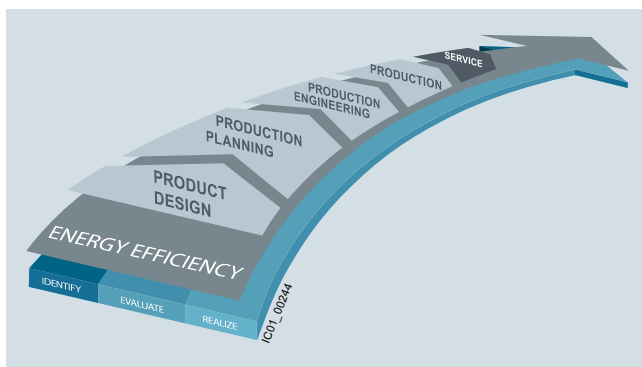 SERVICE
PRODUCTION
PRODUCTION
ENGINEERING
PRODUCTION
PLANNING
PRODUCT
DESIGN
ENERGY EFFICIENCY
IDENTIFY
EVALUATE
REALIZE
IC01_00244